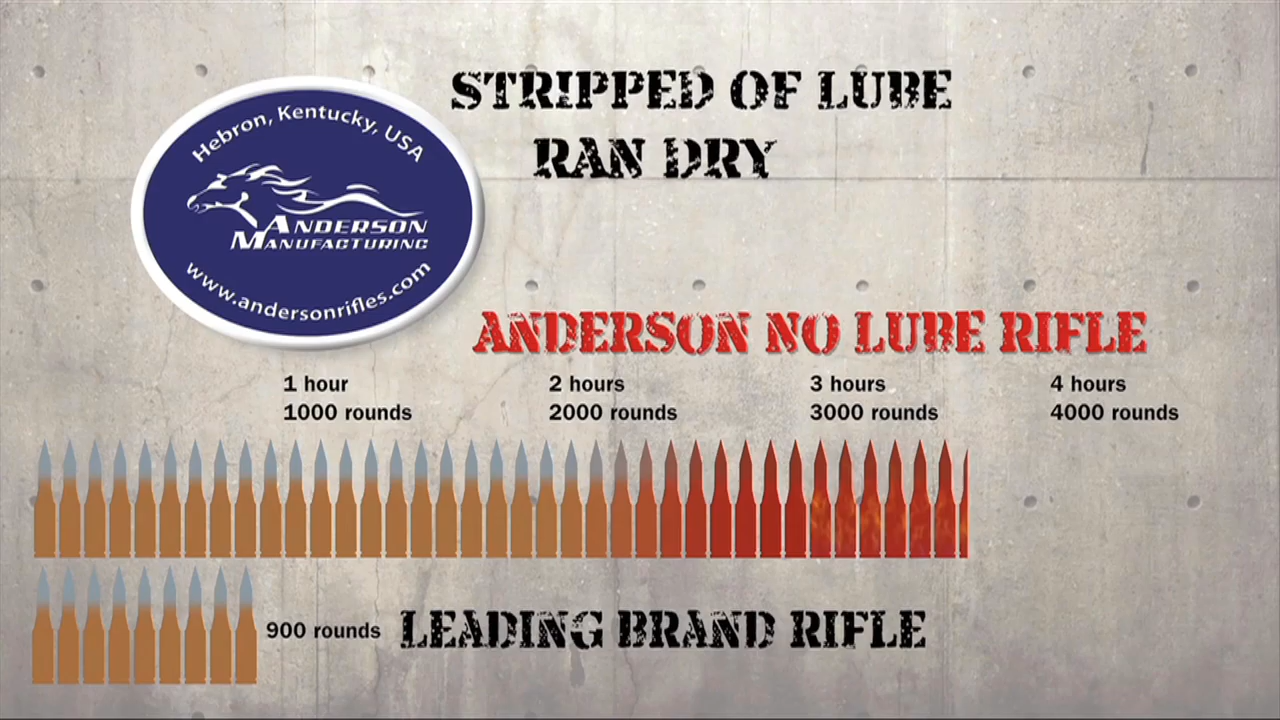 STRIPPED OF LUBE
RAN DRY
Hebron, Kentucky, USA
ANDERSON
MANUFACTURING
www.andersonrifles.com
ANDERSON NO LUBE RIFLE
1 hour 2 hours 3 hours 4 hours
1000 rounds 2000 rounds 3000 rounds 4000 rounds
900 rounds LEADING BRAND RIFLE